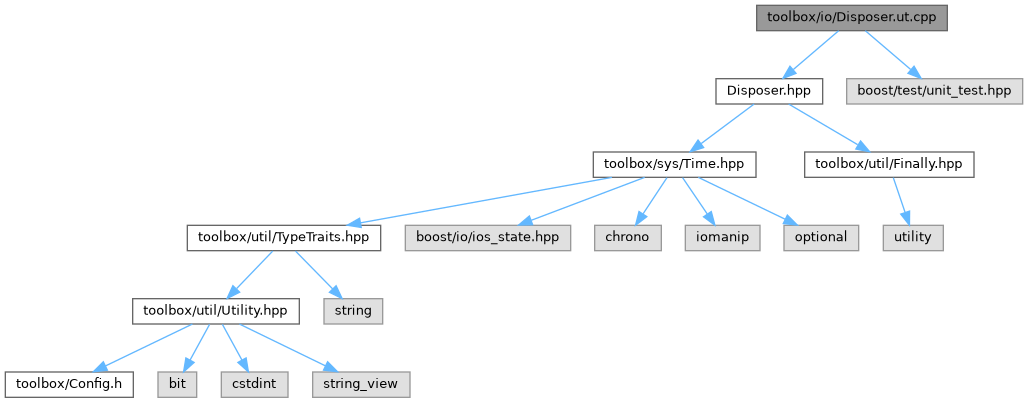 toolbox/io/Disposer.ut.cpp
Disposer.hpp
boost/test/unit_test.hpp
toolbox/sys/Time.hpp
toolbox/util/Finally.hpp
toolbox/util/TypeTraits.hpp
boost/io/ios_state.hpp
chrono
iomanip
optional
utility
toolbox/util/Utility.hpp
string
toolbox/Config.h
bit
cstdint
string_view